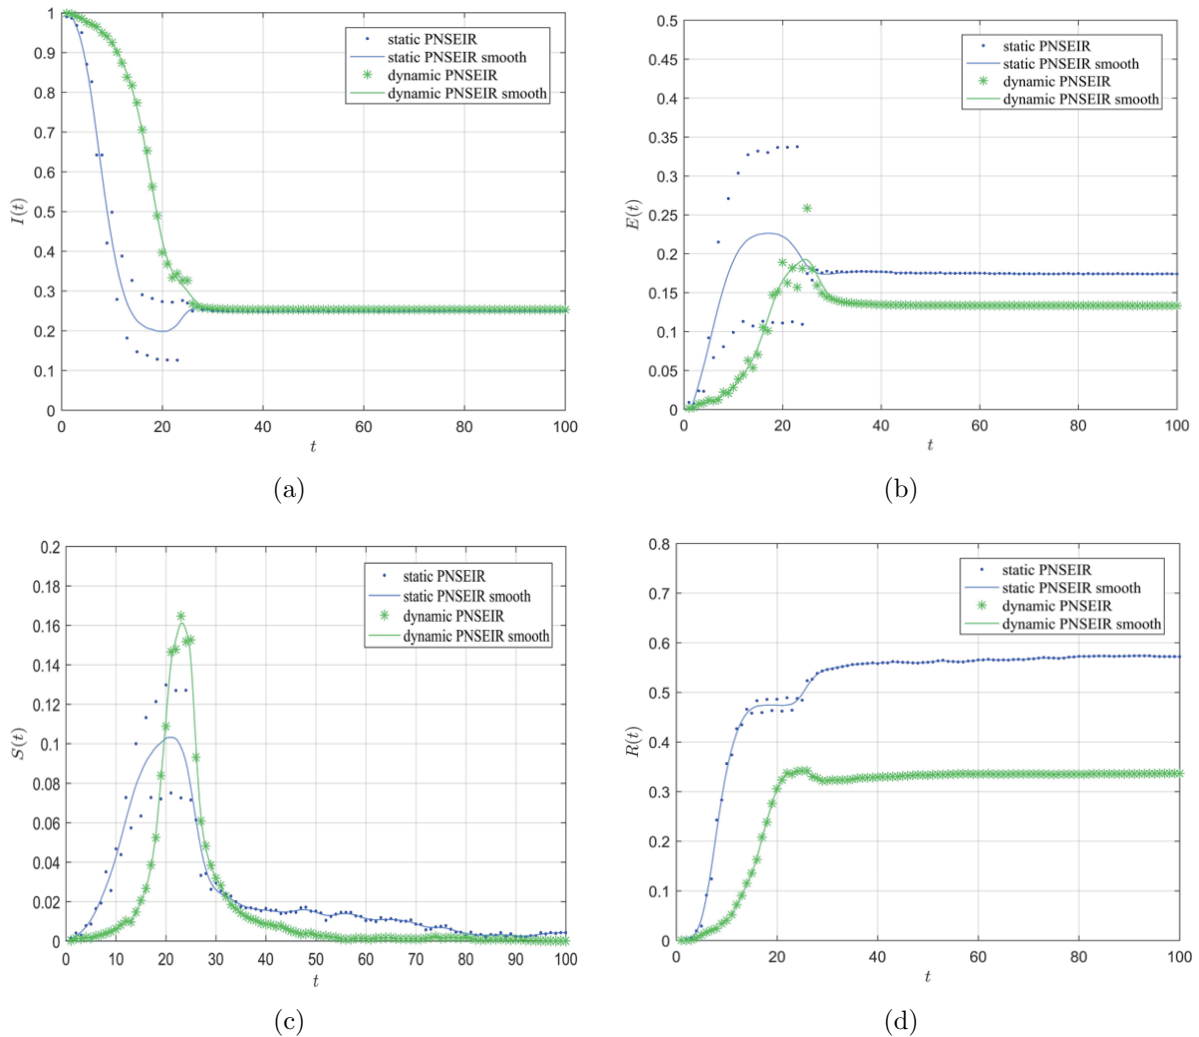 1
0.9
0.8
0.7
0.6
0.5
0.4
0.3
0.2
0.1
0
I(t)
0 20 40 60 80 100
t
static PNSEIR
static PNSEIR smooth
dynamic PNSEIR
dynamic PNSEIR smooth
(a)
0.5
0.45
0.4
0.35
0.3
0.25
0.2
0.15
0.1
0.05
0
E(t)
0 20 40 60 80 100
t
static PNSEIR
static PNSEIR smooth
dynamic PNSEIR
dynamic PNSEIR smooth
(b)
0.2
0.18
0.16
0.14
0.12
0.1
0.08
0.06
0.04
0.02
0
S(t)
0 10 20 30 40 50 60 70 80 90 100
t
static PNSEIR
static PNSEIR smooth
dynamic PNSEIR
dynamic PNSEIR smooth
(c)
0.8
0.7
0.6
0.5
0.4
0.3
0.2
0.1
0
R(t)
0 20 40 60 80 100
t
static PNSEIR
static PNSEIR smooth
dynamic PNSEIR
dynamic PNSEIR smooth
(d)